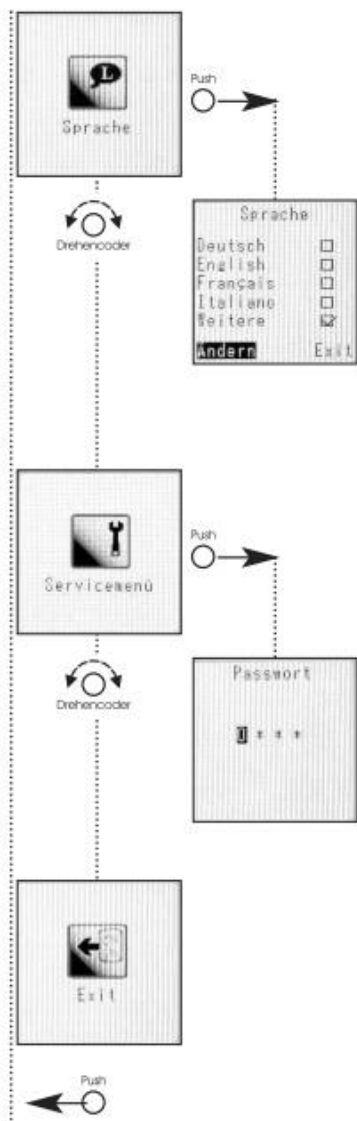 L
Sprache
Push
Drehencoder
Sprache
Deutsch
English
Français
Italiano
Weitere
Ändern Exit
Servicemenü
Push
Drehencoder
Passwort
0 * * *
Exit
Push